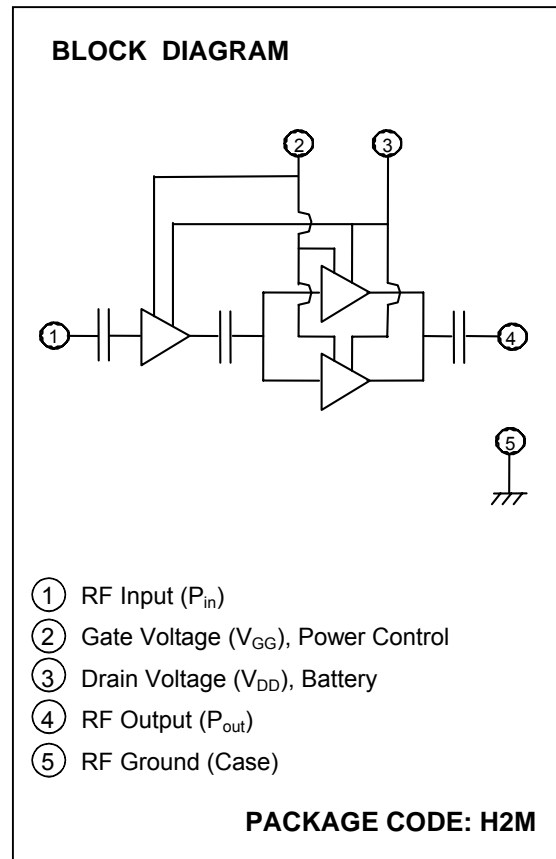 BLOCK DIAGRAM
2 3
1 4
5
1 RF Input (Pin)
2 Gate Voltage (VGG), Power Control
3 Drain Voltage (VDD), Battery
4 RF Output (Pout)
5 RF Ground (Case)
PACKAGE CODE: H2M